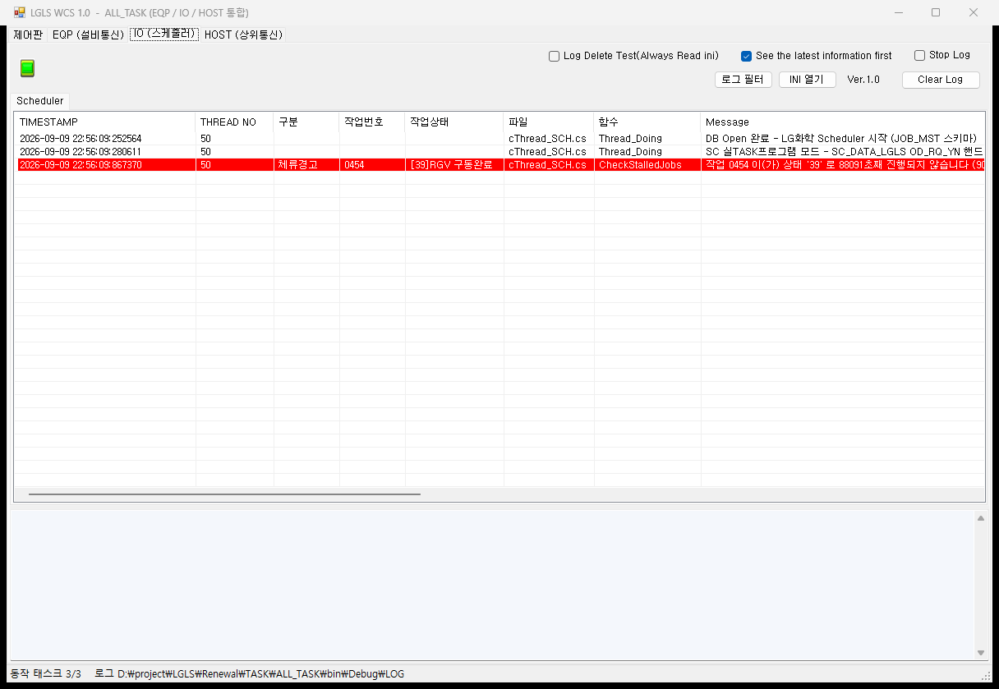 LGLS WCS 1.0 - ALL_TASK (EQP / IO / HOST 통합)
제어판 EQP (설비통신) IO (스케줄러) HOST (상위통신)
Log Delete Test(Always Read ini) See the latest information first Stop Log
로그 필터 INI 열기 Ver.1.0 Clear Log
Scheduler
TIMESTAMP THREAD NO 구분 작업번호 작업상태 파일 함수 Message
2026-09-09 22:56:09:252564 50 cThread_SCH.cs Thread_Doing DB Open 완료 - LG화학 Scheduler 시작 (JOB_MST 스키마)
2026-09-09 22:56:09:280611 50 cThread_SCH.cs Thread_Doing SC 실TASK프로그램 모드 - SC_DATA_LGLS OD_RQ_YN 핸드
2026-09-09 22:56:09:867370 50 체류경고 0454 [39]RGV 구동완료 cThread_SCH.cs CheckStalledJobs 작업 0454 이(가) 상태 '39' 로 88091초째 진행되지 않습니다 (90
동작 태스크 3/3 로그 D:₩project₩LGLS₩Renewal₩TASK₩ALL_TASK₩bin₩Debug₩LOG